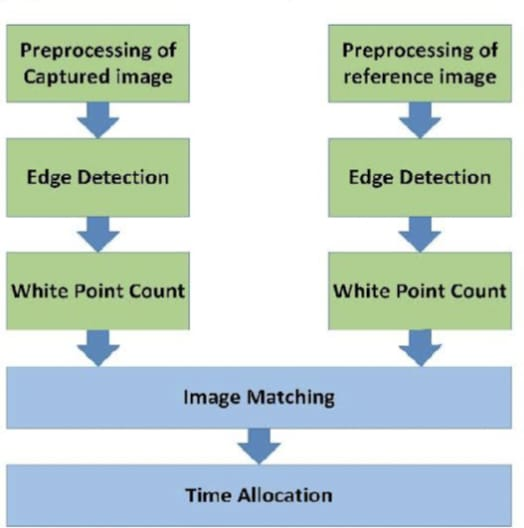 Preprocessing of
Captured image
Preprocessing of
reference image
Edge Detection
Edge Detection
White Point Count
White Point Count
Image Matching
Time Allocation